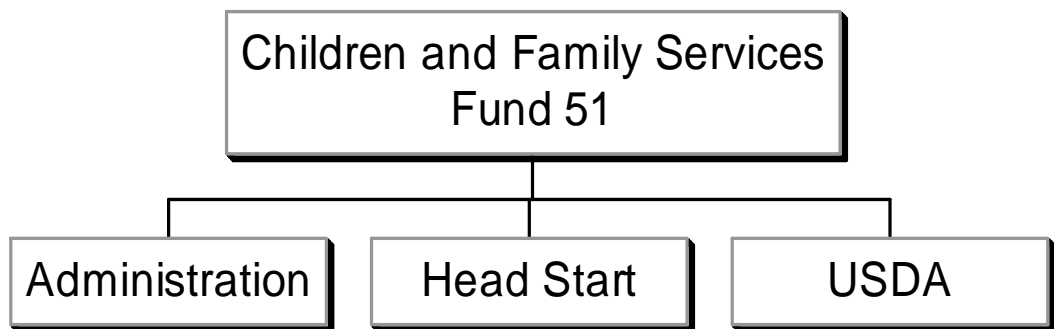 Children and Family Services
Fund 51
Administration
Head Start
USDA